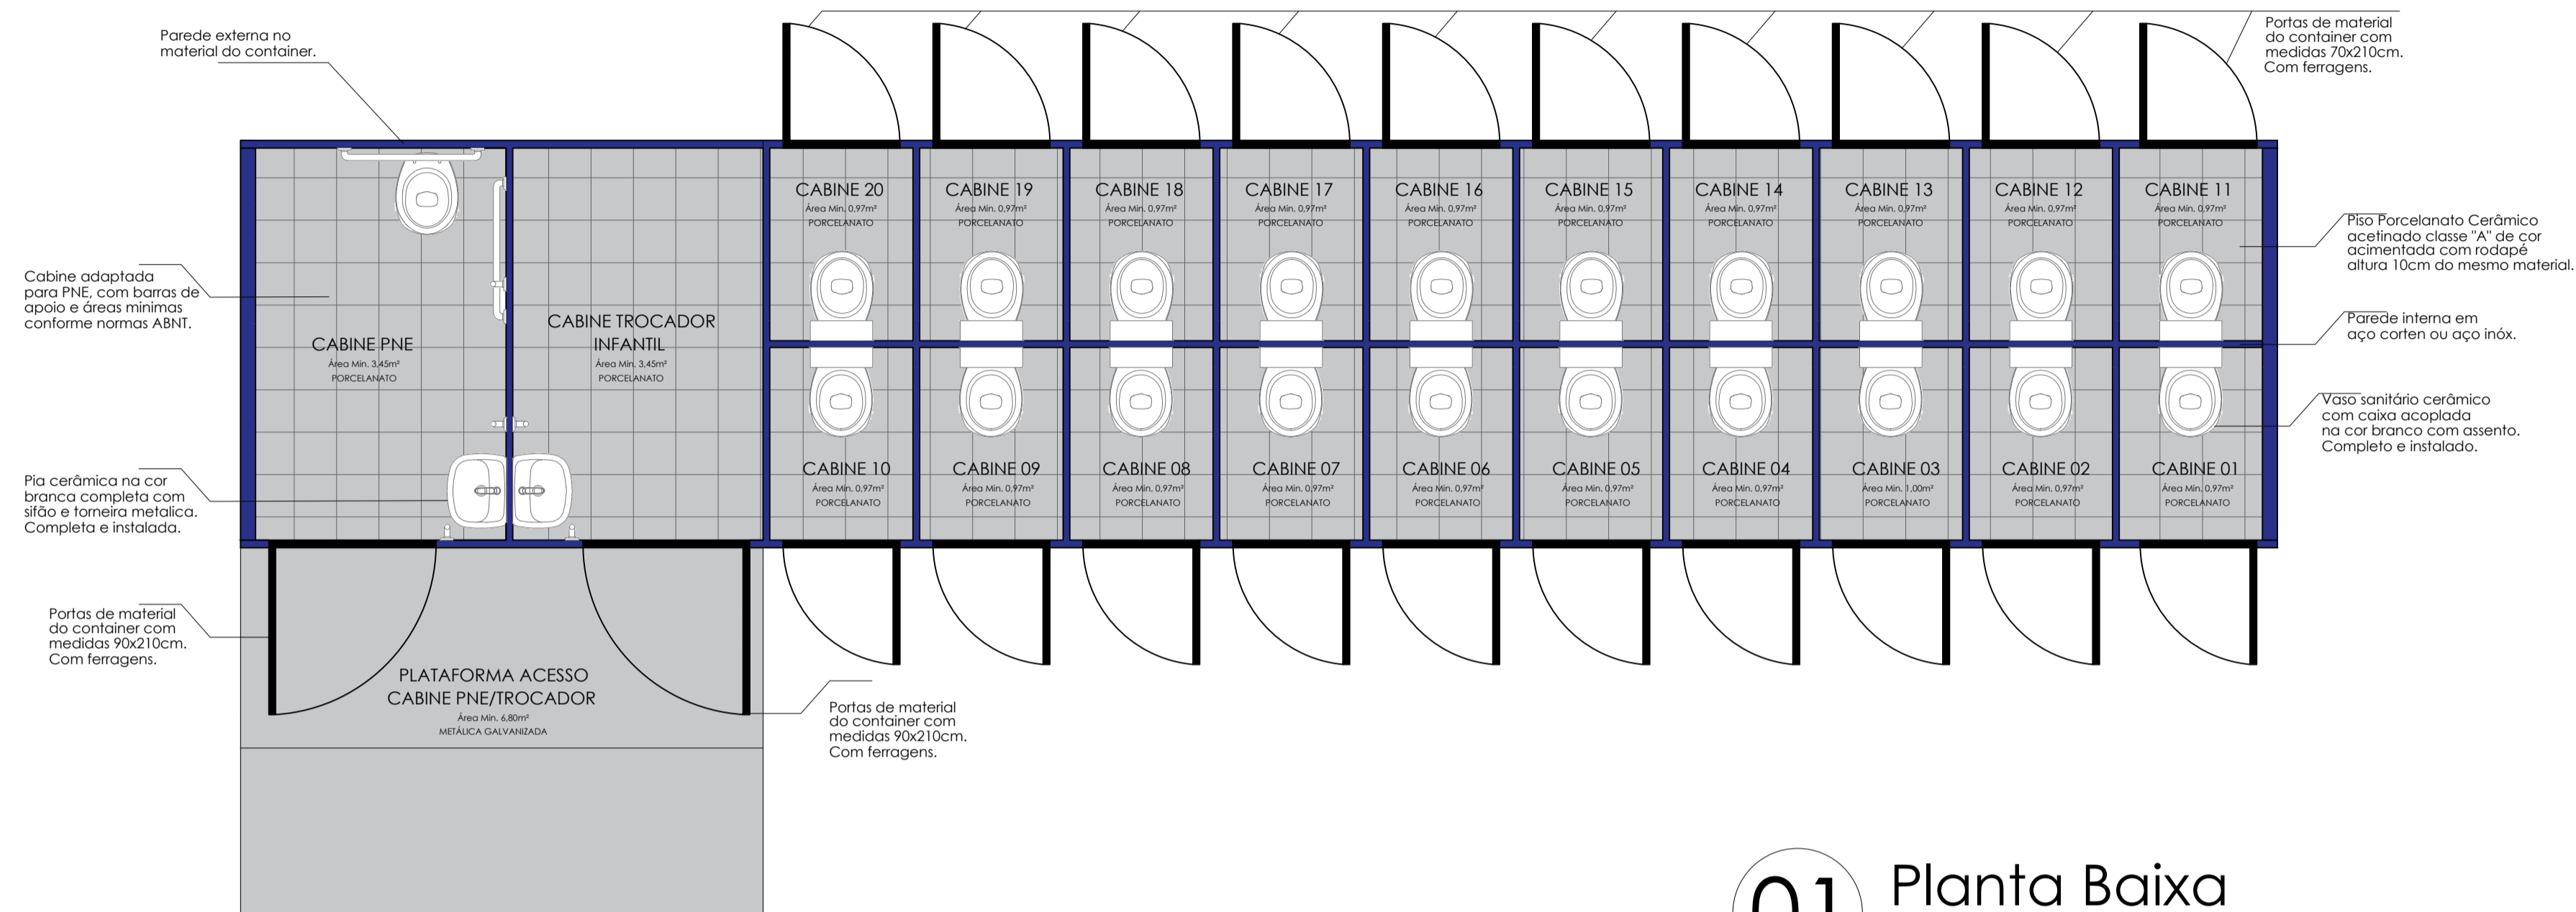 Parede externa no
material do container.
Portas de material
do container com
medidas 70x210cm.
Com ferragens.
CABINE 20
Área Min. 0,97m²
PORCELANATO
CABINE 19
Área Min. 0,97m²
PORCELANATO
CABINE 18
Área Min. 0,97m²
PORCELANATO
CABINE 17
Área Min. 0,97m²
PORCELANATO
CABINE 16
Área Min. 0,97m²
PORCELANATO
CABINE 15
Área Min. 0,97m²
PORCELANATO
CABINE 14
Área Min. 0,97m²
PORCELANATO
CABINE 13
Área Min. 0,97m²
PORCELANATO
CABINE 12
Área Min. 0,97m²
PORCELANATO
CABINE 11
Área Min. 0,97m²
PORCELANATO
Piso Porcelanato Cerâmico
acetinado classe "A" de cor
acimentada com rodapé
altura 10cm do mesmo material.
Cabine adaptada
para PNE, com barras de
apoio e áreas minimas
conforme normas ABNT.
CABINE PNE
Área Min. 3,45m²
PORCELANATO
CABINE TROCADOR
INFANTIL
Área Min. 3,45m²
PORCELANATO
Parede interna em
aço corten ou aço inóx.
Vaso sanitário cerâmico
com caixa acoplada
na cor branco com assento.
Completo e instalado.
Pia cerâmica na cor
branca completa com
sifão e torneira metalica.
Completa e instalada.
CABINE 10
Área Min. 0,97m²
PORCELANATO
CABINE 09
Área Min. 0,97m²
PORCELANATO
CABINE 08
Área Min. 0,97m²
PORCELANATO
CABINE 07
Área Min. 0,97m²
PORCELANATO
CABINE 06
Área Min. 0,97m²
PORCELANATO
CABINE 05
Área Min. 0,97m²
PORCELANATO
CABINE 04
Área Min. 0,97m²
PORCELANATO
CABINE 03
Área Min. 1,00m²
PORCELANATO
CABINE 02
Área Min. 0,97m²
PORCELANATO
CABINE 01
Área Min. 0,97m²
PORCELANATO
Portas de material
do container com
medidas 90x210cm.
Com ferragens.
PLATAFORMA ACESSO
CABINE PNE/TROCADOR
Área Min. 6,80m²
METÁLICA GALVANIZADA
Portas de material
do container com
medidas 90x210cm.
Com ferragens.
01
Planta Baixa